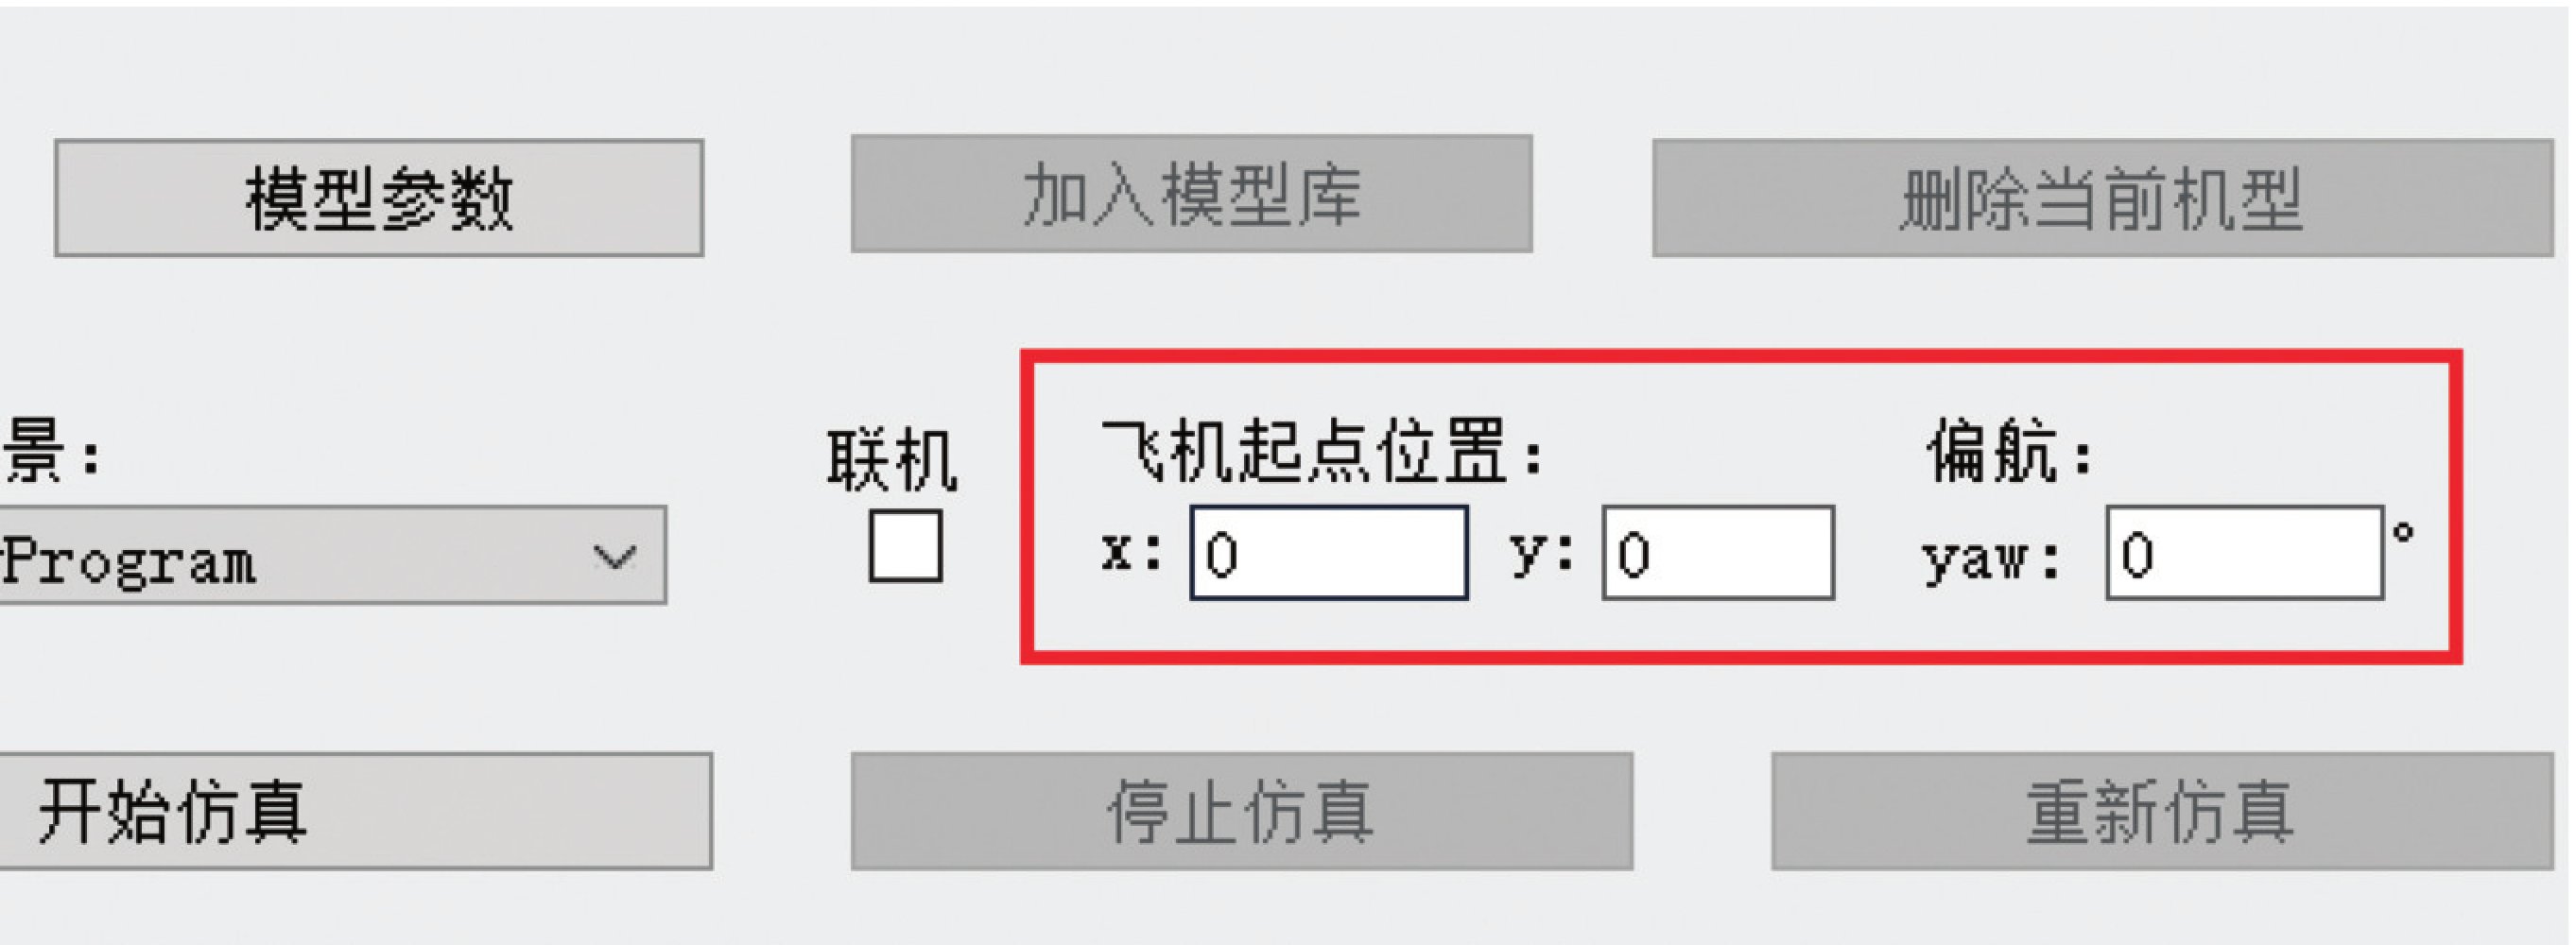 模型参数
加入模型库
删除当前机型
景：
联机
飞机起点位置：
偏航：
Program
x: 0
y: 0
yaw: 0 °
开始仿真
停止仿真
重新仿真